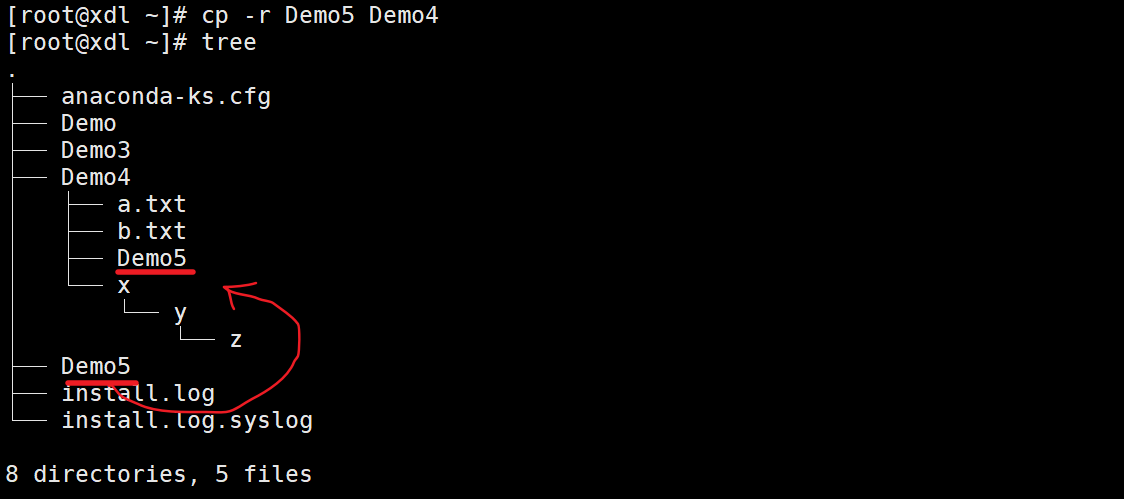 [root@xdl ~]# cp -r Demo5 Demo4
[root@xdl ~]# tree
.
├── anaconda-ks.cfg
├── Demo
├── Demo3
├── Demo4
│   ├── a.txt
│   ├── b.txt
│   ├── Demo5
│   └── x
│       └── y
│           └── z
├── Demo5
├── install.log
└── install.log.syslog
8 directories, 5 files